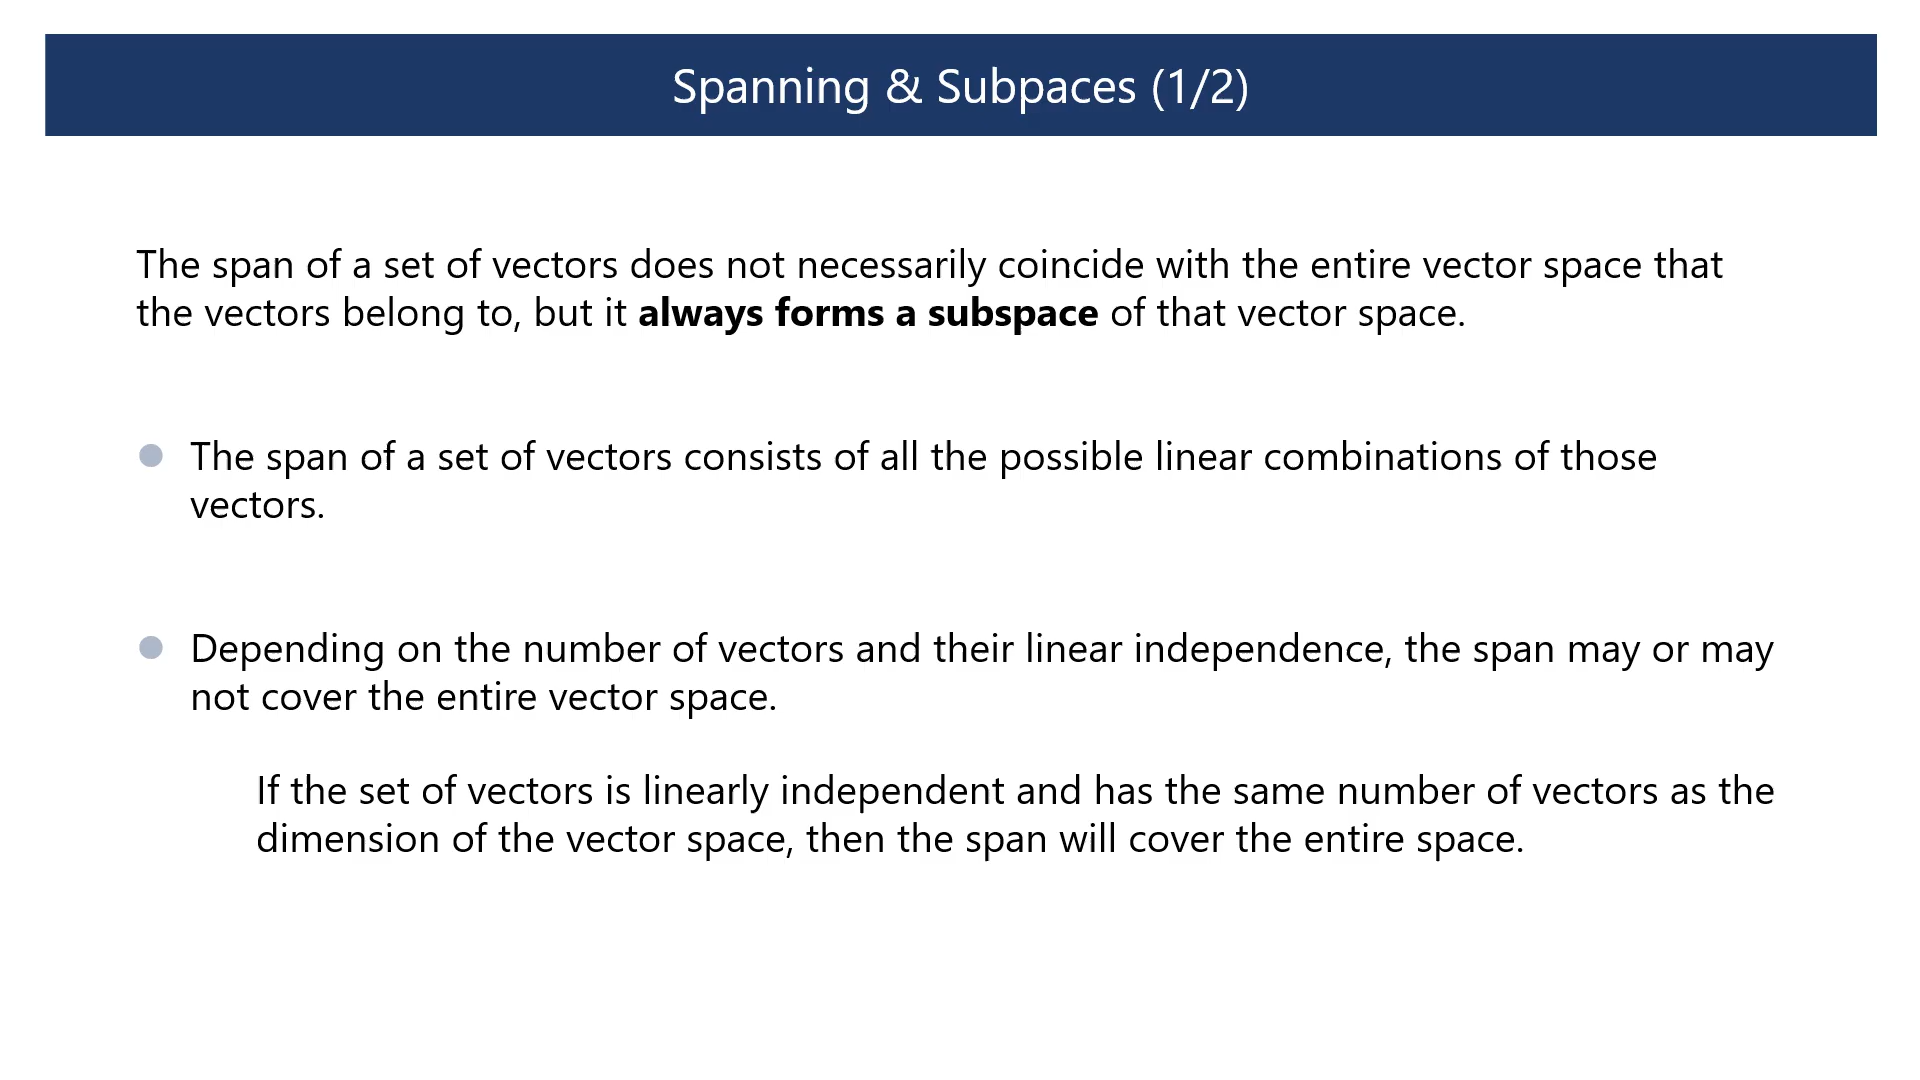 Spanning & Subpaces (1/2)
The span of a set of vectors does not necessarily coincide with the entire vector space that
the vectors belong to, but it always forms a subspace of that vector space.
The span of a set of vectors consists of all the possible linear combinations of those
vectors.
Depending on the number of vectors and their linear independence, the span may or may
not cover the entire vector space.
If the set of vectors is linearly independent and has the same number of vectors as the
dimension of the vector space, then the span will cover the entire space.